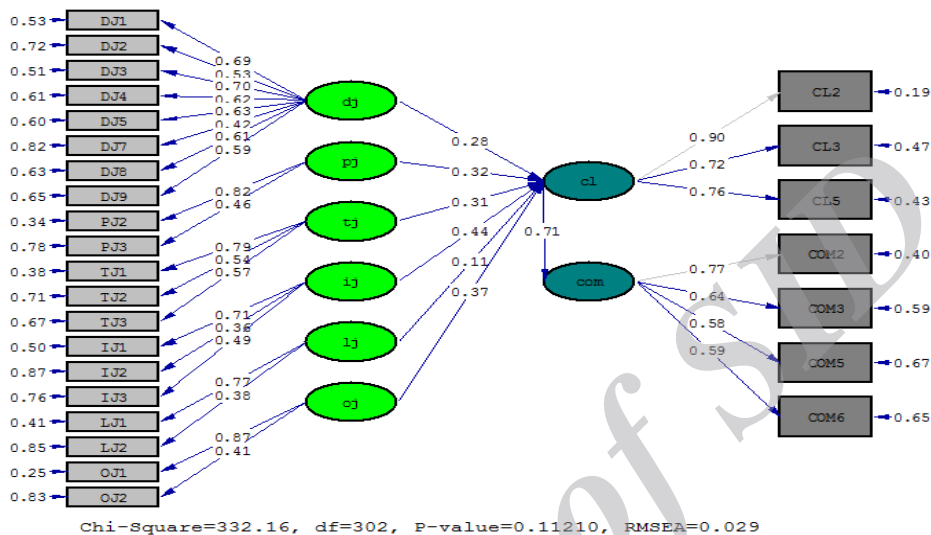 0.53 DJ1
0.72 DJ2
0.51 DJ3
0.61 DJ4
0.60 DJ5
0.82 DJ7
0.63 DJ8
0.65 DJ9
0.34 PJ2
0.78 PJ3
0.38 TJ1
0.71 TJ2
0.67 TJ3
0.50 IJ1
0.87 IJ2
0.76 IJ3
0.41 LJ1
0.85 LJ2
0.25 OJ1
0.83 OJ2
0.69
0.53
0.70
0.62
0.63
0.42
0.61
0.59
0.82
0.46
0.79
0.54
0.57
0.71
0.36
0.49
0.77
0.38
0.87
0.41
dj
pj
tj
ij
lj
oj
0.28
0.32
0.31
0.44
0.11
0.37
cl
0.71
com
0.90
0.72
0.76
0.77
0.64
0.58
0.59
CL2 0.19
CL3 0.47
CL5 0.43
COM2 0.40
COM3 0.59
COM5 0.67
COM6 0.65
of SID
Chi-Square=332.16, df=302, P-value=0.11210, RMSEA=0.029